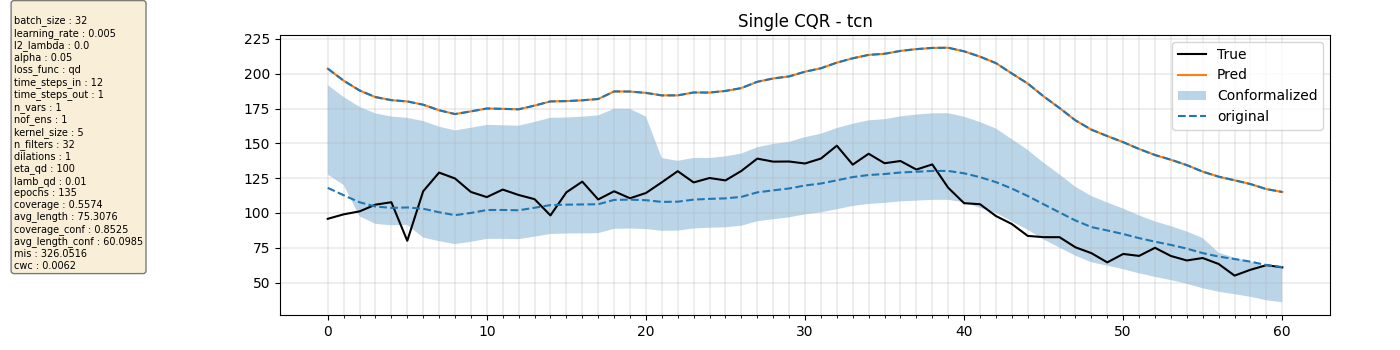 batch_size : 32
learning_rate : 0.005
l2_lambda : 0.0
alpha : 0.05
loss_func : qd
time_steps_in : 12
time_steps_out : 1
n_vars : 1
nof_ens : 1
kernel_size : 5
n_filters : 32
dilations : 1
eta_qd : 100
lamb_qd : 0.01
epochs : 135
coverage : 0.5574
avg_length : 75.3076
coverage_conf : 0.8525
avg_length_conf : 60.0985
mis : 326.0516
cwc : 0.0062
Single CQR - tcn
225
200
175
150
125
100
75
50
0 10 20 30 40 50 60
True
Pred
Conformalized
original